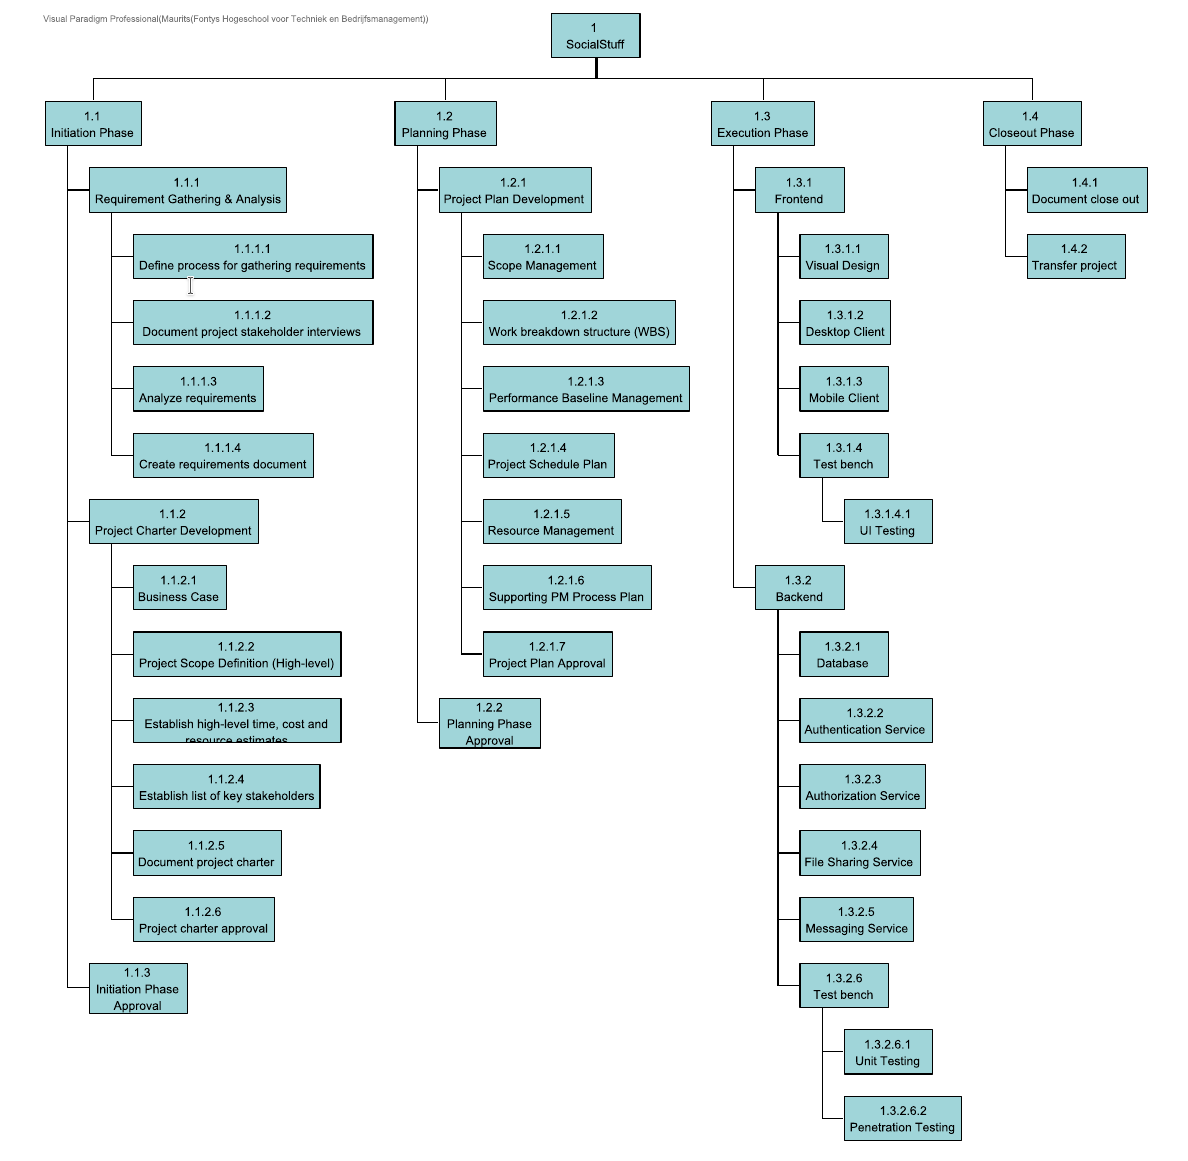 Visual Paradigm Professional(Maurits(Fontys Hogeschool voor Techniek en Bedrijfsmanagement))
1
SocialStuff
1.1
Initiation Phase
1.1.1
Requirement Gathering & Analysis
1.1.1.1
Define process for gathering requirements
1.1.1.2
Document project stakeholder interviews
1.1.1.3
Analyze requirements
1.1.1.4
Create requirements document
1.1.2
Project Charter Development
1.1.2.1
Business Case
1.1.2.2
Project Scope Definition (High-level)
1.1.2.3
Establish high-level time, cost and
resource estimates
1.1.2.4
Establish list of key stakeholders
1.1.2.5
Document project charter
1.1.2.6
Project charter approval
1.1.3
Initiation Phase
Approval
1.2
Planning Phase
1.2.1
Project Plan Development
1.2.1.1
Scope Management
1.2.1.2
Work breakdown structure (WBS)
1.2.1.3
Performance Baseline Management
1.2.1.4
Project Schedule Plan
1.2.1.5
Resource Management
1.2.1.6
Supporting PM Process Plan
1.2.1.7
Project Plan Approval
1.2.2
Planning Phase
Approval
1.3
Execution Phase
1.3.1
Frontend
1.3.1.1
Visual Design
1.3.1.2
Desktop Client
1.3.1.3
Mobile Client
1.3.1.4
Test bench
1.3.1.4.1
UI Testing
1.3.2
Backend
1.3.2.1
Database
1.3.2.2
Authentication Service
1.3.2.3
Authorization Service
1.3.2.4
File Sharing Service
1.3.2.5
Messaging Service
1.3.2.6
Test bench
1.3.2.6.1
Unit Testing
1.3.2.6.2
Penetration Testing
1.4
Closeout Phase
1.4.1
Document close out
1.4.2
Transfer project